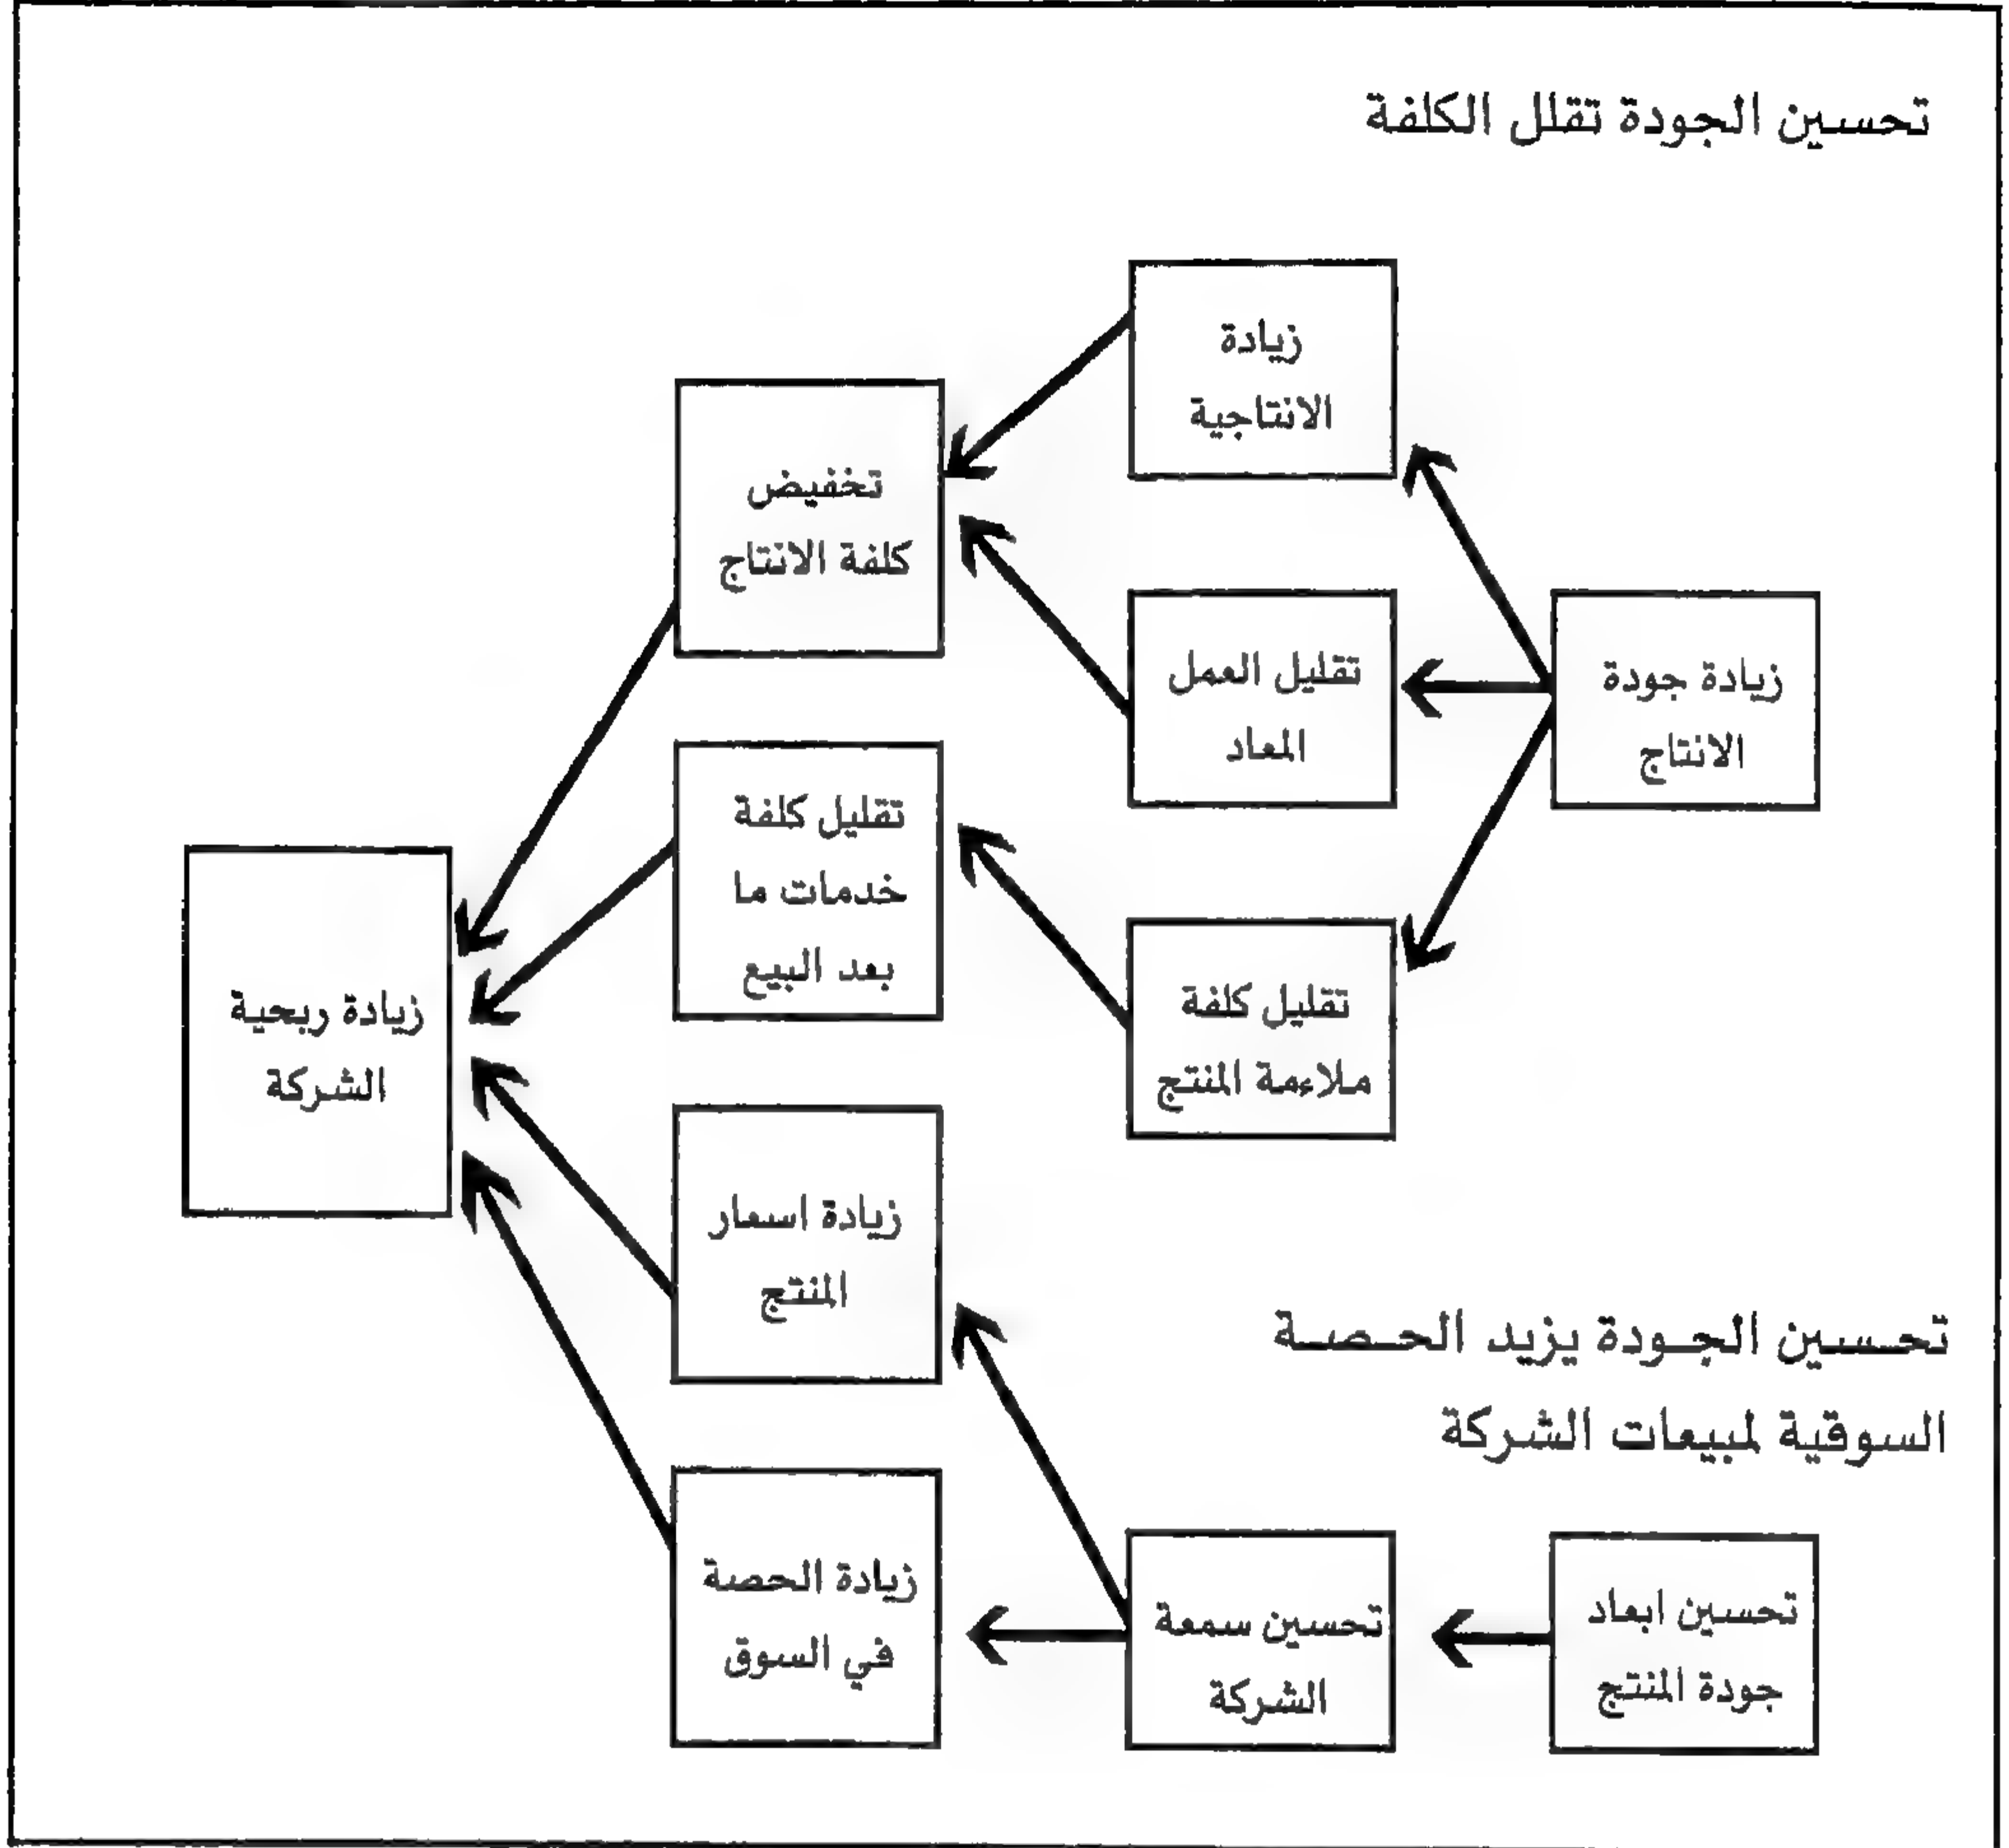 تحسين الجودة تقلل الكلفة
زيادة
الانتاجية
تخفيض
كلفة الانتاج
زيادة جودة
الانتاج
تقليل العمل
المعاد
تقليل كلفة
خدمات ما
بعد البيع
تقليل كلفة
ملاءمة المنتج
زيادة ربحية
الشركة
زيادة اسعار
المنتج
تحسين الجودة يزيد الحصة
السوقية لمبيعات الشركة
تحسين ابعاد
جودة المنتج
تحسين سمعة
الشركة
زيادة الحصة
في السوق